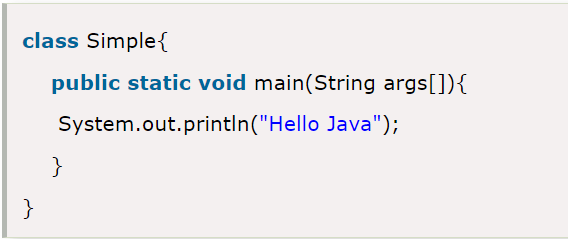 class Simple{
public static void main(String args[]){
System.out.println("Hello Java");
}
}